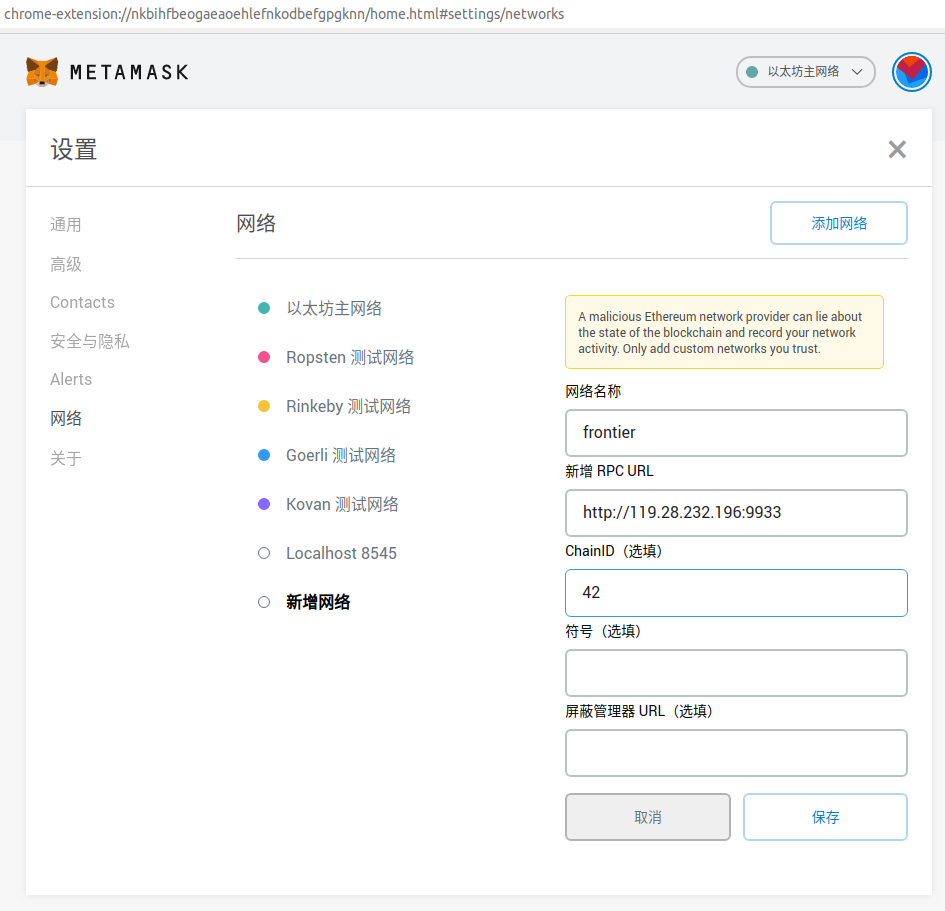 chrome-extension://nkbihfbeogaeaoehlefnkodbefgpgknn/home.html#settings/networks
METAMASK
以太坊主网络
设置
通用
高级
Contacts
安全与隐私
Alerts
网络
关于
网络
添加网络
以太坊主网络
Ropsten 测试网络
Rinkeby 测试网络
Goerli 测试网络
Kovan 测试网络
Localhost 8545
新增网络
A malicious Ethereum network provider can lie about
the state of the blockchain and record your network
activity. Only add custom networks you trust.
网络名称
frontier
新增 RPC URL
http://119.28.232.196:9933
ChainID（选填）
42
符号（选填）
屏蔽管理器 URL（选填）
取消
保存